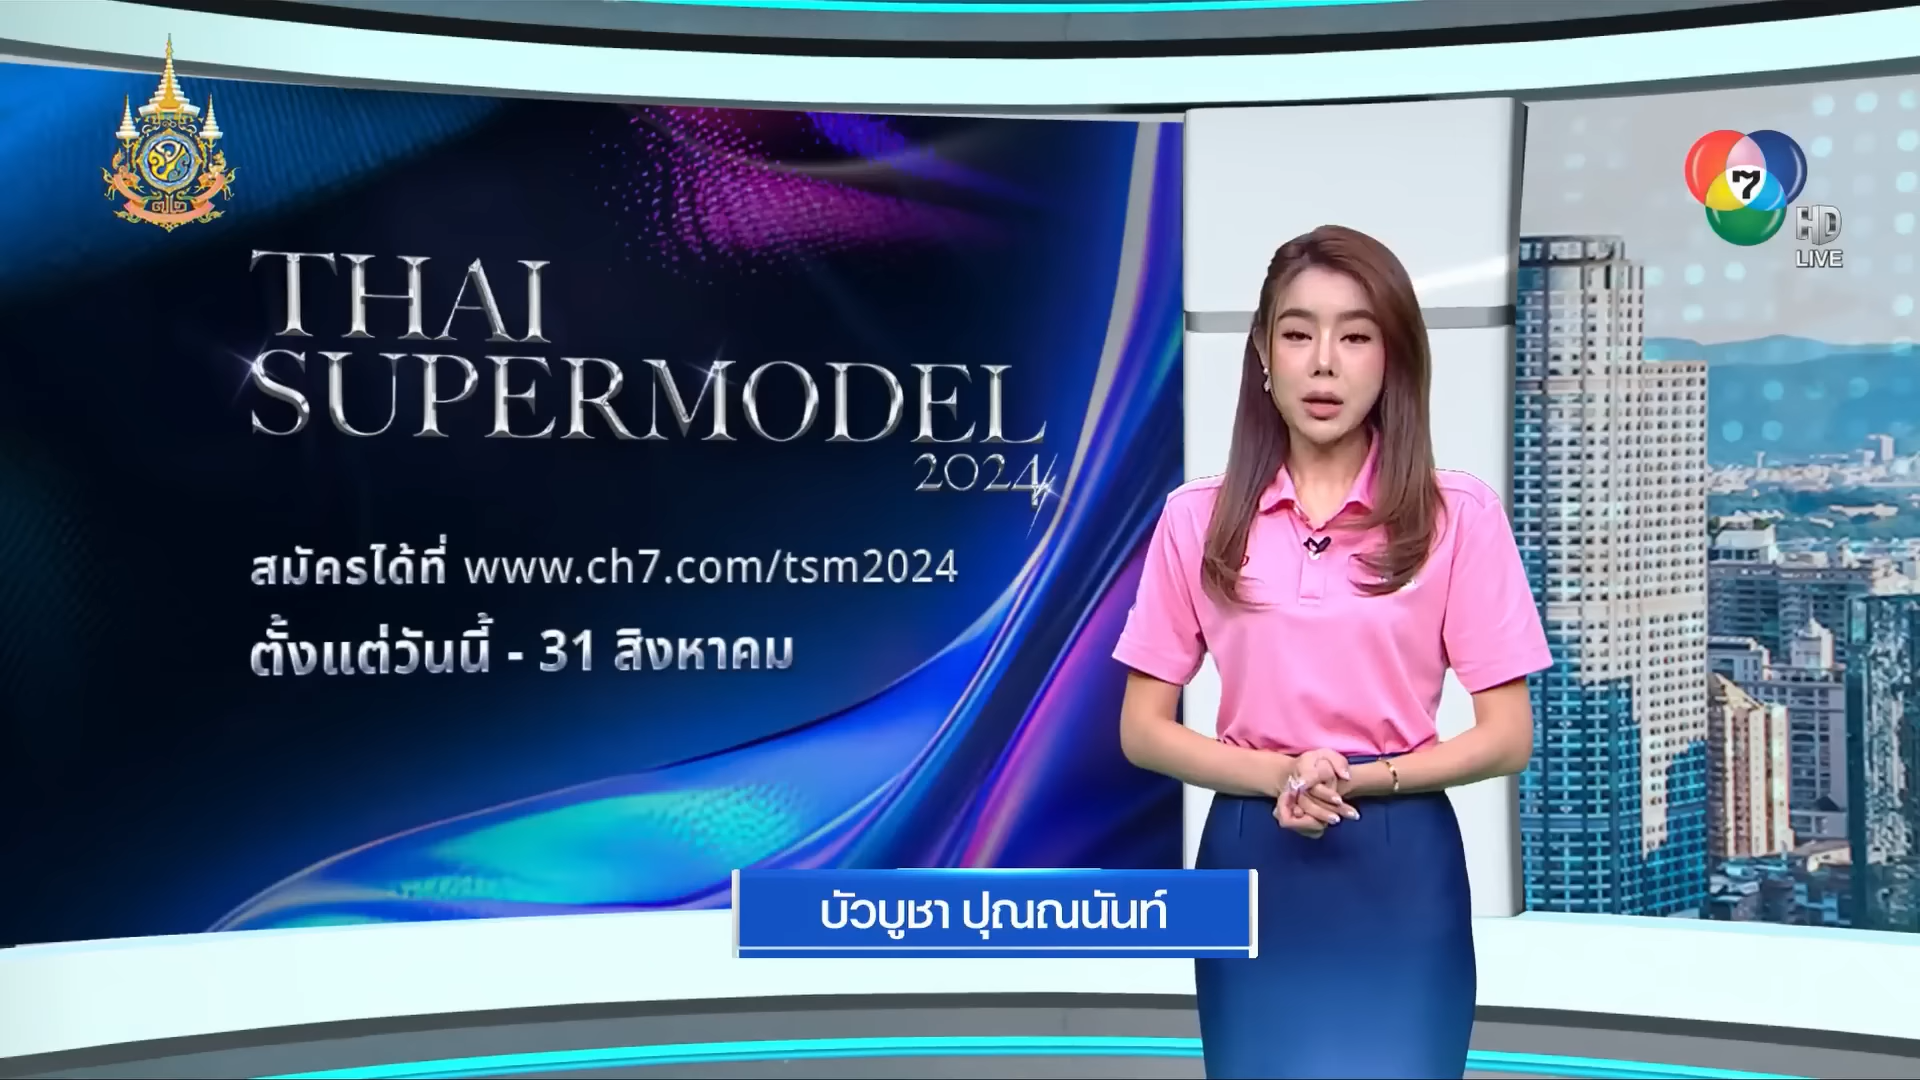 THAI
SUPERMODEL
2024
สมัครได้ที่ www.ch7.com/tsm2024
ตั้งแต่วันนี้ - 31 สิงหาคม
7
HD
LIVE
๗๒
บัวบูชา ปุณณนันท์